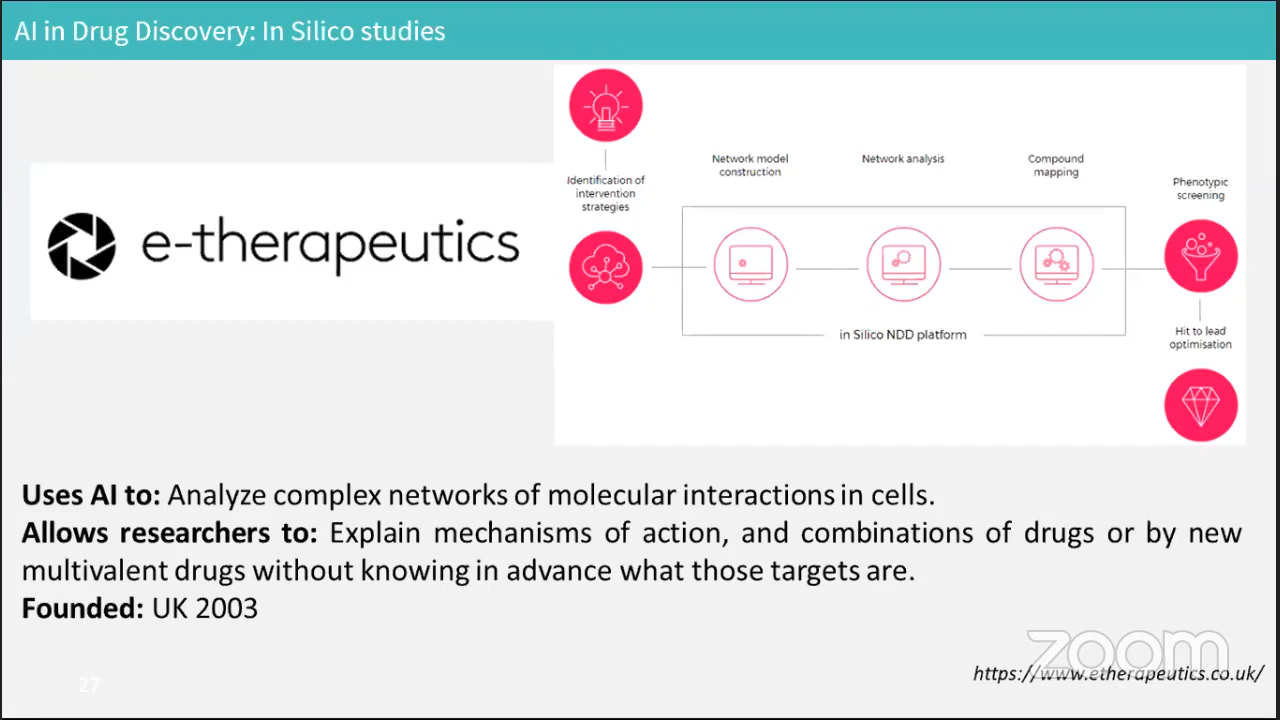 AI in Drug Discovery: In Silico studies
e-therapeutics
Identification of
intervention
strategies
Network model
construction
Network analysis
Compound
mapping
in Silico NDD platform
Phenotypic
screening
Hit to lead
optimisation
Uses AI to: Analyze complex networks of molecular interactions in cells.
Allows researchers to: Explain mechanisms of action, and combinations of drugs or by new
multivalent drugs without knowing in advance what those targets are.
Founded: UK 2003
zoom
https://www.etherapeutics.co.uk/
27